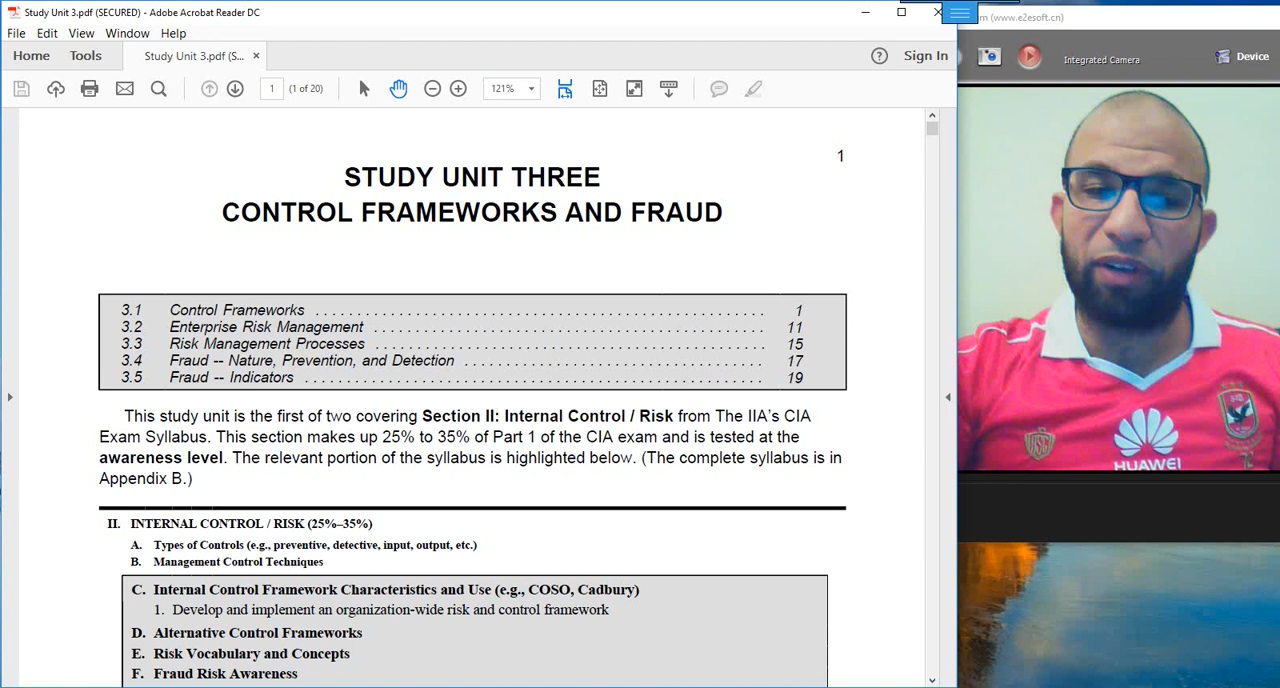 Study Unit 3.pdf (SECURED) - Adobe Acrobat Reader DC
m (www.e2esoft.cn)
File Edit View Window Help
Home Tools Study Unit 3.pdf (S... × Sign In
Integrated Camera Device
1 (1 of 20) 121%
1
STUDY UNIT THREE
CONTROL FRAMEWORKS AND FRAUD
3.1 Control Frameworks . . . . . . . . . . . . . . . . . . . . . . . . . . . . . . . . . . . . 1
3.2 Enterprise Risk Management . . . . . . . . . . . . . . . . . . . . . . . . . . . . . . 11
3.3 Risk Management Processes . . . . . . . . . . . . . . . . . . . . . . . . . . . . . . 15
3.4 Fraud -- Nature, Prevention, and Detection . . . . . . . . . . . . . . . . . . . . . . 17
3.5 Fraud -- Indicators . . . . . . . . . . . . . . . . . . . . . . . . . . . . . . . . . . . . . 19
This study unit is the first of two covering Section II: Internal Control / Risk from The IIA's CIA
Exam Syllabus. This section makes up 25% to 35% of Part 1 of the CIA exam and is tested at the
awareness level. The relevant portion of the syllabus is highlighted below. (The complete syllabus is in
Appendix B.)
II. INTERNAL CONTROL / RISK (25%–35%)
A. Types of Controls (e.g., preventive, detective, input, output, etc.)
B. Management Control Techniques
C. Internal Control Framework Characteristics and Use (e.g., COSO, Cadbury)
1. Develop and implement an organization-wide risk and control framework
D. Alternative Control Frameworks
E. Risk Vocabulary and Concepts
F. Fraud Risk Awareness
HUAWEI